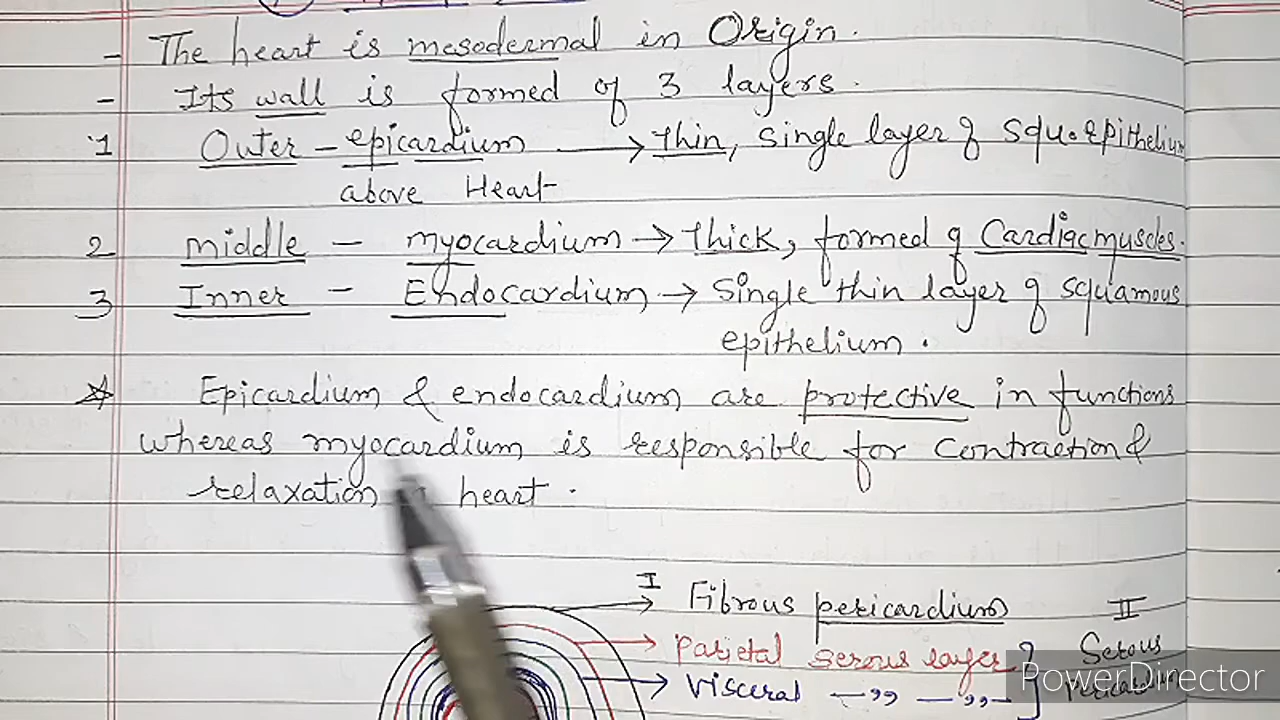 - The heart is mesodermal in Origin.
- Its wall is formed of 3 layers.
1 Outer - epicardium → thin, single layer of squ. epithelium
above Heart
2 middle - myocardium → thick, formed of Cardiac muscles.
3 Inner - Endocardium → Single thin layer of squamous
epithelium.
☆ Epicardium & endocardium are protective in functions
whereas myocardium is responsible for contraction &
relaxation heart.
I → Fibrous pericardium II
→ Parietal serous layer } Serous
→ Visceral —"— —"— } Pericardium
PowerDirector